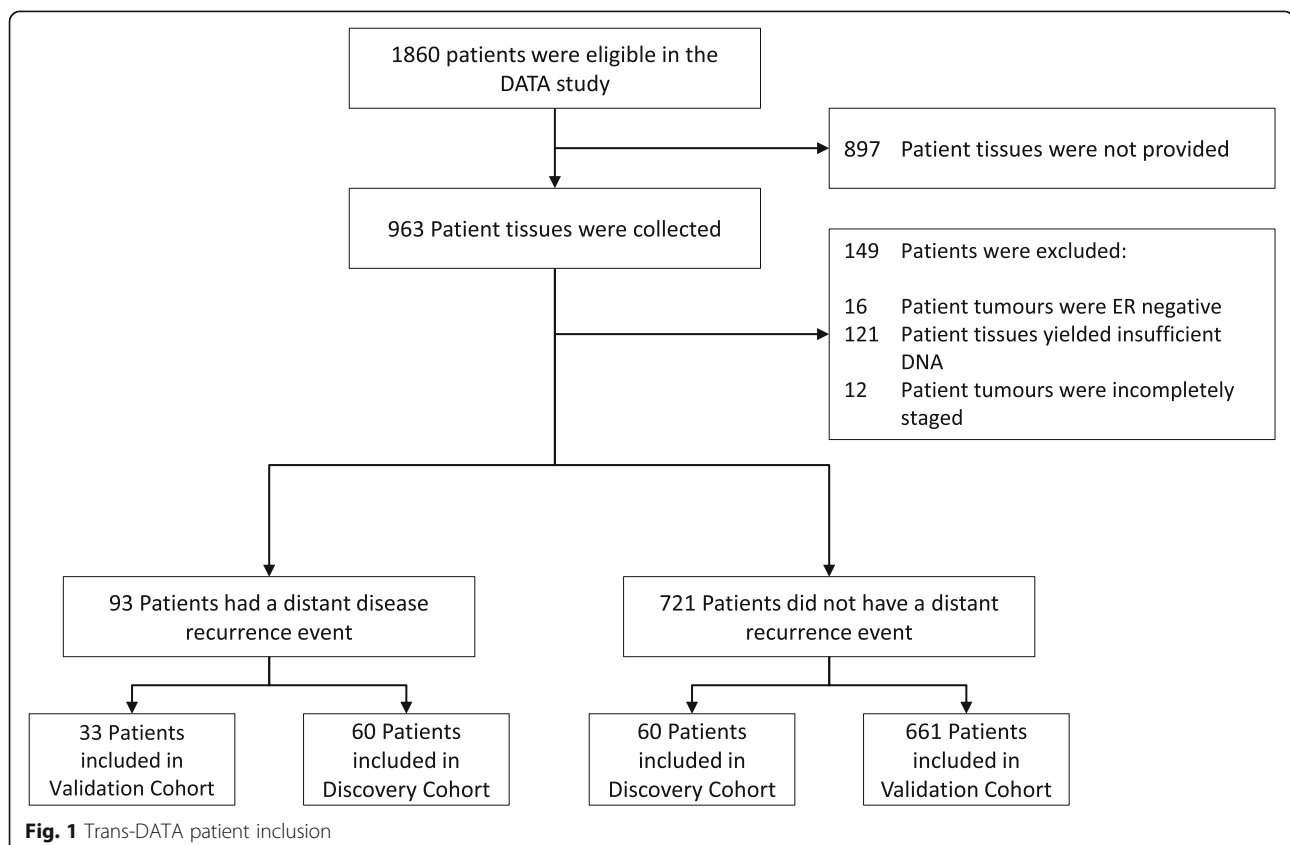 1860 patients were eligible in the
DATA study
897 Patient tissues were not provided
963 Patient tissues were collected
149 Patients were excluded:
16 Patient tumours were ER negative
121 Patient tissues yielded insufficient
DNA
12 Patient tumours were incompletely
staged
93 Patients had a distant disease
recurrence event
721 Patients did not have a distant
recurrence event
33 Patients
included in
Validation Cohort
60 Patients
included in
Discovery Cohort
60 Patients
included in
Discovery Cohort
661 Patients
included in
Validation Cohort
Fig. 1 Trans-DATA patient inclusion